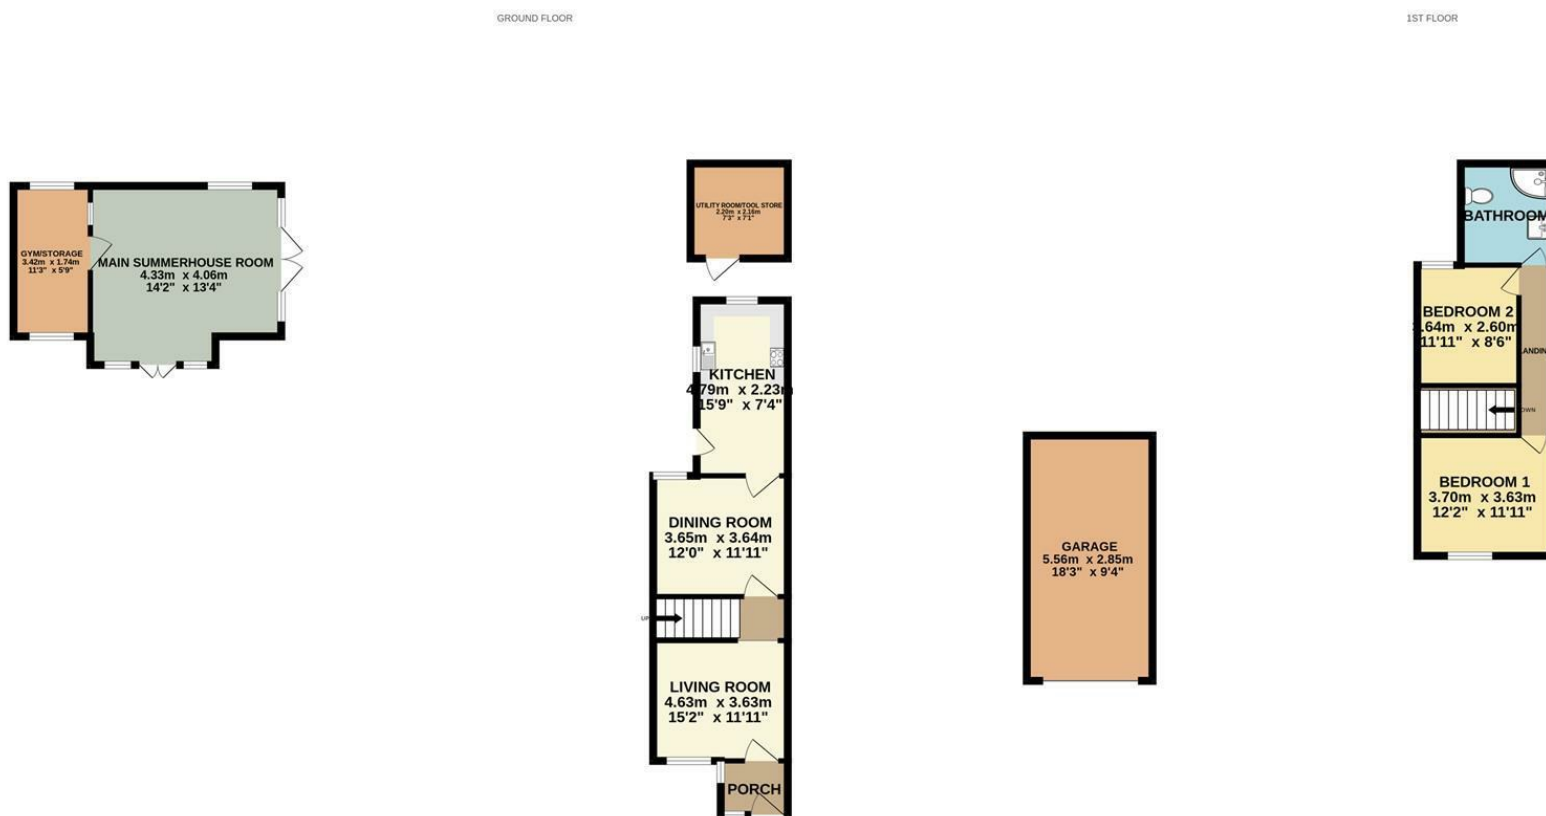 GROUND FLOOR
1ST FLOOR
GYM/STORAGE
3.42m x 1.74m
11'3" x 5'9"
MAIN SUMMERHOUSE ROOM
4.33m x 4.06m
14'2" x 13'4"
UTILITY ROOM/TOOL STORE
2.20m x 2.16m
7'3" x 7'1"
KITCHEN
4.79m x 2.23m
15'9" x 7'4"
DINING ROOM
3.65m x 3.64m
12'0" x 11'11"
UP
LIVING ROOM
4.63m x 3.63m
15'2" x 11'11"
PORCH
GARAGE
5.56m x 2.85m
18'3" x 9'4"
BATHROOM
BEDROOM 2
.64m x 2.60m
11'11" x 8'6"
BEDROOM 1
3.70m x 3.63m
12'2" x 11'11"